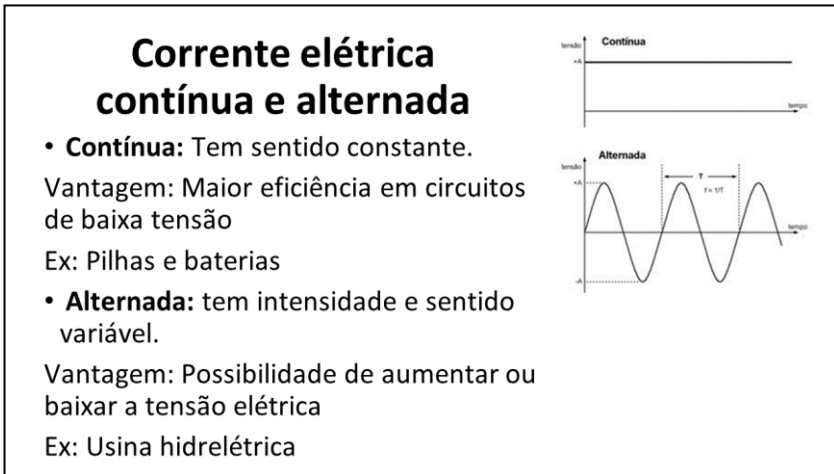 Corrente elétrica
contínua e alternada
• Contínua: Tem sentido constante.
Vantagem: Maior eficiência em circuitos
de baixa tensão
Ex: Pilhas e baterias
• Alternada: tem intensidade e sentido
variável.
Vantagem: Possibilidade de aumentar ou
baixar a tensão elétrica
Ex: Usina hidrelétrica
Contínua
tensão
+A
tempo
Alternada
tensão
+A
T
f = 1/T
tempo
-A